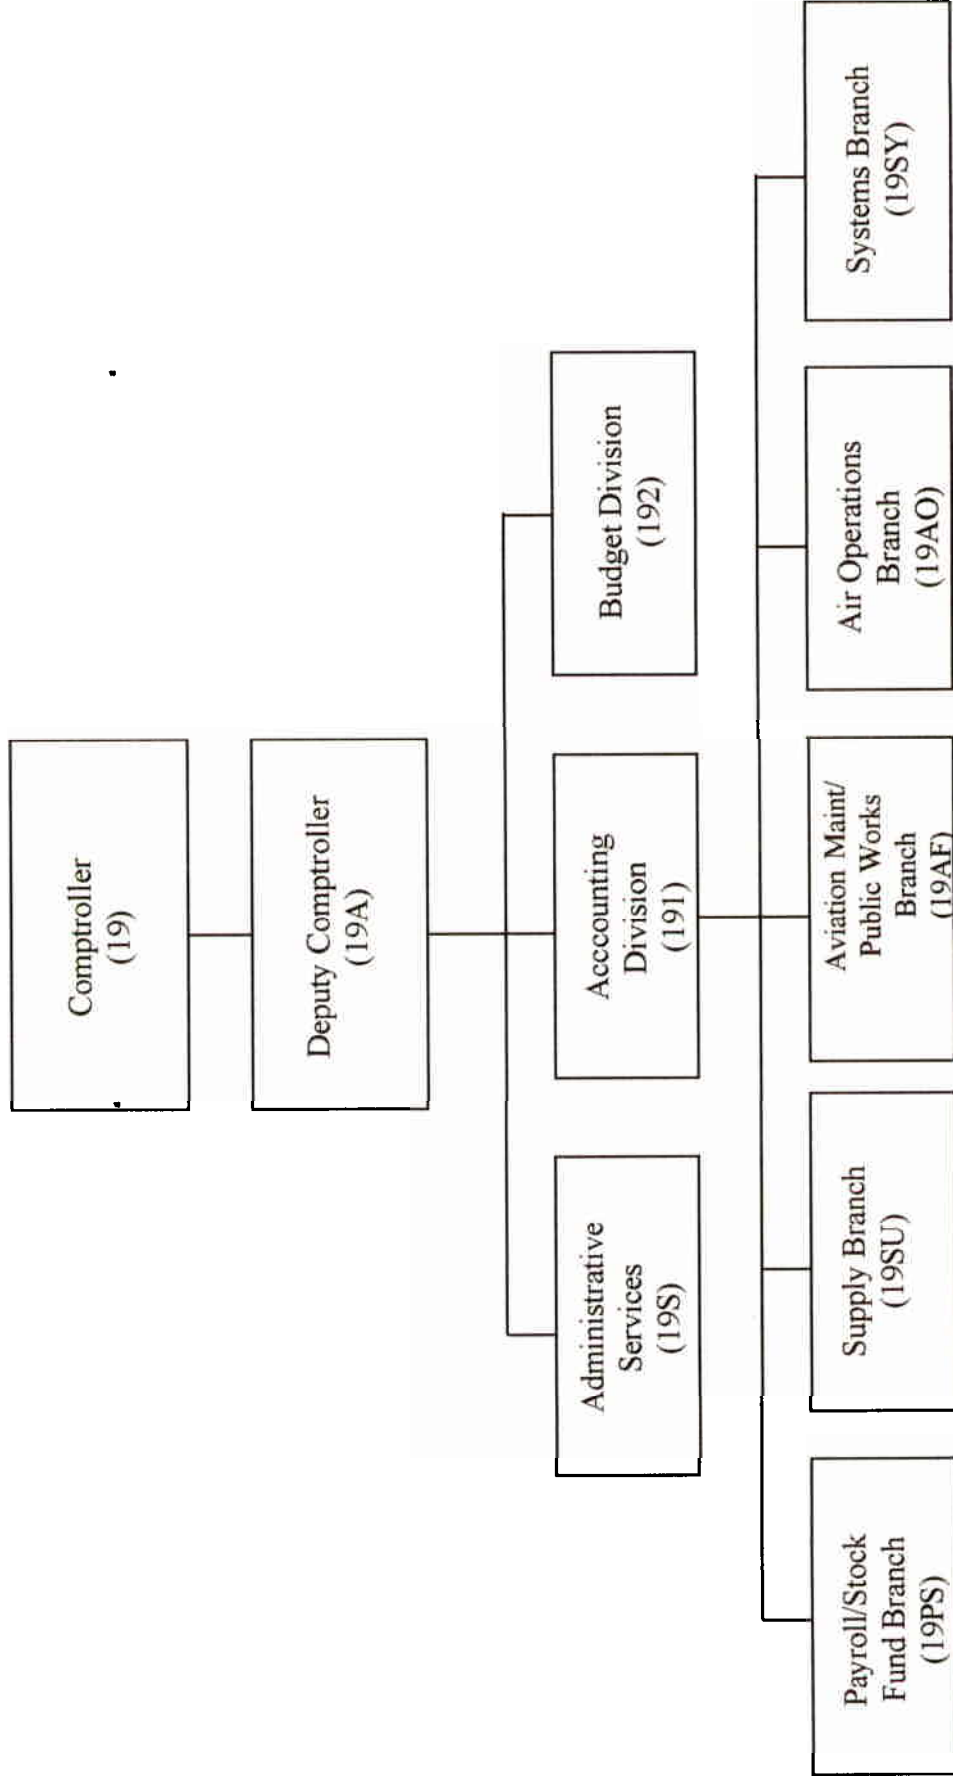 Comptroller
(19)
Deputy Comptroller
(19A)
Administrative
Services
(19S)
Acccounting
Division
(191)
Budget Division
(192)
Payroll/Stock
Fund Branch
(19PS)
Supply Branch
(19SU)
Aviation Maint/
Public Works
Branch
(19AF)
Air Operations
Branch
(19AO)
Systems Branch
(19SY)